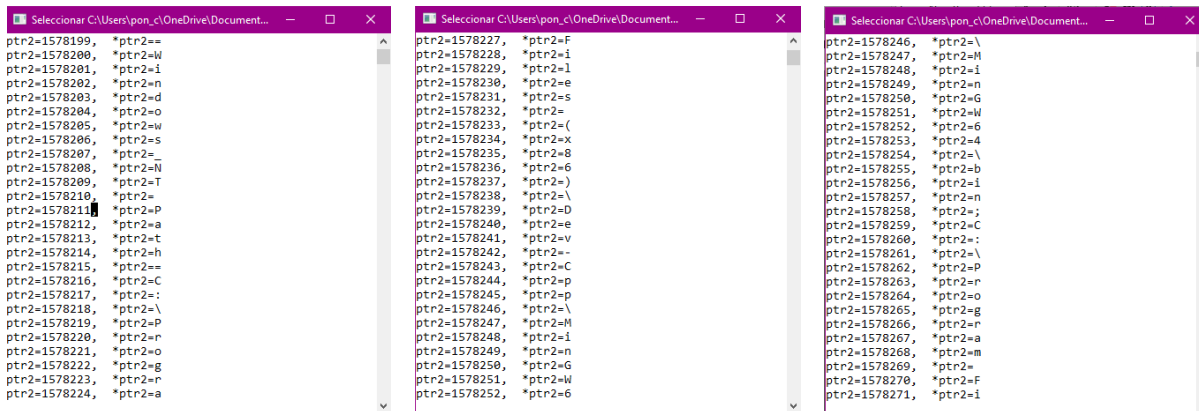 Seleccionar C:\Users\pon_c\OneDrive\Document...
ptr2=1578199, *ptr2==
ptr2=1578200, *ptr2=W
ptr2=1578201, *ptr2=i
ptr2=1578202, *ptr2=n
ptr2=1578203, *ptr2=d
ptr2=1578204, *ptr2=o
ptr2=1578205, *ptr2=w
ptr2=1578206, *ptr2=s
ptr2=1578207, *ptr2=_
ptr2=1578208, *ptr2=N
ptr2=1578209, *ptr2=T
ptr2=1578210, *ptr2=
ptr2=1578211, *ptr2=P
ptr2=1578212, *ptr2=a
ptr2=1578213, *ptr2=t
ptr2=1578214, *ptr2=h
ptr2=1578215, *ptr2==
ptr2=1578216, *ptr2=C
ptr2=1578217, *ptr2=:
ptr2=1578218, *ptr2=\
ptr2=1578219, *ptr2=P
ptr2=1578220, *ptr2=r
ptr2=1578221, *ptr2=o
ptr2=1578222, *ptr2=g
ptr2=1578223, *ptr2=r
ptr2=1578224, *ptr2=a
Seleccionar C:\Users\pon_c\OneDrive\Document...
ptr2=1578227, *ptr2=F
ptr2=1578228, *ptr2=i
ptr2=1578229, *ptr2=l
ptr2=1578230, *ptr2=e
ptr2=1578231, *ptr2=s
ptr2=1578232, *ptr2=
ptr2=1578233, *ptr2=(
ptr2=1578234, *ptr2=x
ptr2=1578235, *ptr2=8
ptr2=1578236, *ptr2=6
ptr2=1578237, *ptr2=)
ptr2=1578238, *ptr2=\
ptr2=1578239, *ptr2=D
ptr2=1578240, *ptr2=e
ptr2=1578241, *ptr2=v
ptr2=1578242, *ptr2=-
ptr2=1578243, *ptr2=C
ptr2=1578244, *ptr2=p
ptr2=1578245, *ptr2=p
ptr2=1578246, *ptr2=\
ptr2=1578247, *ptr2=M
ptr2=1578248, *ptr2=i
ptr2=1578249, *ptr2=n
ptr2=1578250, *ptr2=G
ptr2=1578251, *ptr2=W
ptr2=1578252, *ptr2=6
Seleccionar C:\Users\pon_c\OneDrive\Document...
ptr2=1578246, *ptr2=\
ptr2=1578247, *ptr2=M
ptr2=1578248, *ptr2=i
ptr2=1578249, *ptr2=n
ptr2=1578250, *ptr2=G
ptr2=1578251, *ptr2=W
ptr2=1578252, *ptr2=6
ptr2=1578253, *ptr2=4
ptr2=1578254, *ptr2=\
ptr2=1578255, *ptr2=b
ptr2=1578256, *ptr2=i
ptr2=1578257, *ptr2=n
ptr2=1578258, *ptr2=;
ptr2=1578259, *ptr2=C
ptr2=1578260, *ptr2=:
ptr2=1578261, *ptr2=\
ptr2=1578262, *ptr2=P
ptr2=1578263, *ptr2=r
ptr2=1578264, *ptr2=o
ptr2=1578265, *ptr2=g
ptr2=1578266, *ptr2=r
ptr2=1578267, *ptr2=a
ptr2=1578268, *ptr2=m
ptr2=1578269, *ptr2=
ptr2=1578270, *ptr2=F
ptr2=1578271, *ptr2=i